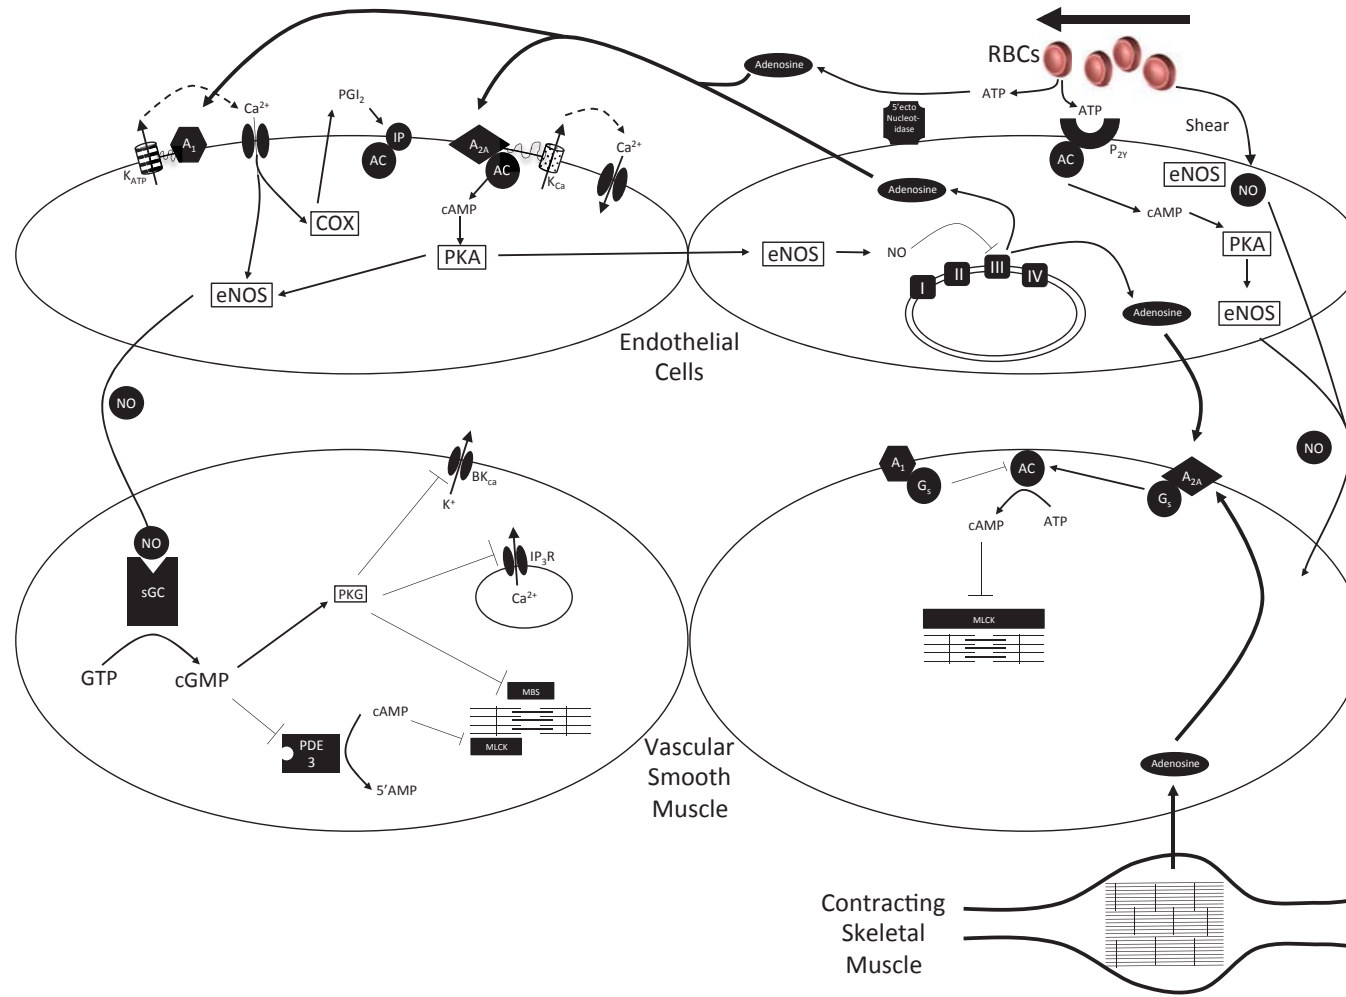 RBCs
Adenosine
ATP
ATP
5'ecto
Nucleot-
idase
P2Y
AC
Shear
eNOS
NO
cAMP
PKA
eNOS
PGI2
Ca2+
A1
KATP
IP
AC
A2A
AC
KCa
Ca2+
COX
cAMP
PKA
eNOS
eNOS
NO
Adenosine
I
II
III
IV
Adenosine
Endothelial
Cells
NO
NO
NO
sGC
GTP
cGMP
PKG
BKca
K+
IP3R
Ca2+
MBS
MLCK
cAMP
PDE
3
5'AMP
Vascular
Smooth
Muscle
A1
Gs
AC
Gs
A2A
cAMP
ATP
MLCK
Adenosine
Contracting
Skeletal
Muscle